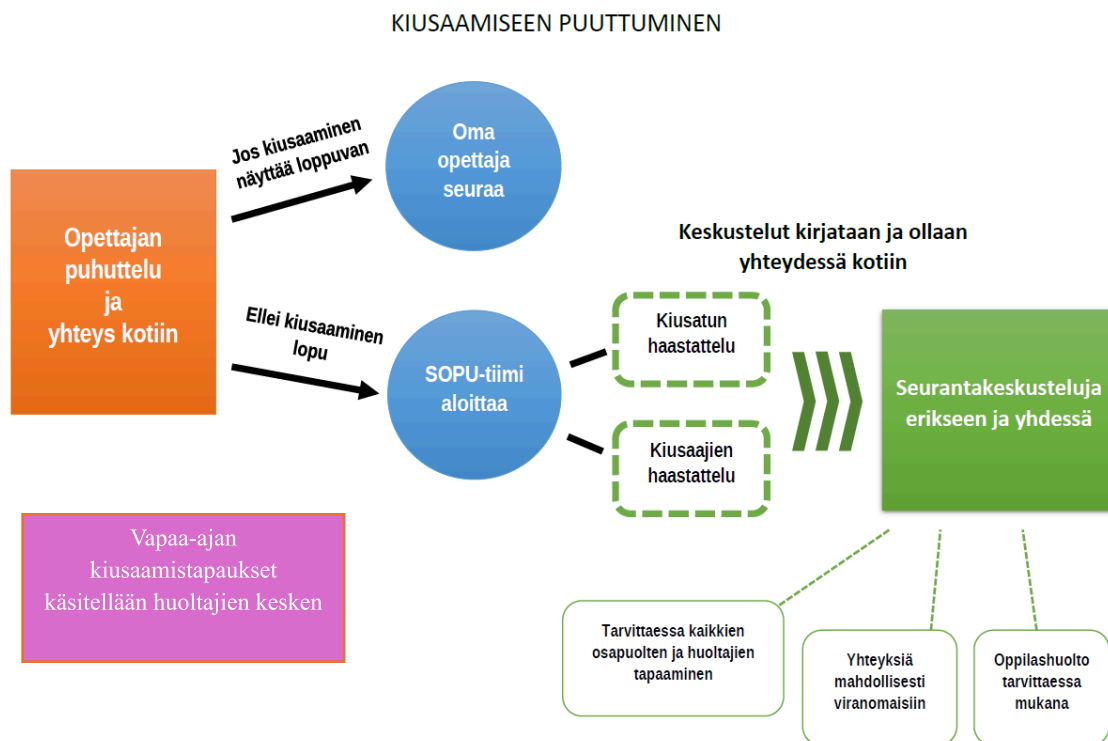 KIUSAAMISEEN PUUTTUMINEN
Opettajan
puhuttelu
ja
yhteys kotiin
Jos kiusaaminen
näyttää loppuvan
Oma
opettaja
seuraa
Ellei kiusaaminen
lopu
SOPU-tiimi
aloittaa
Keskustelut kirjataan ja ollaan
yhteydessä kotiin
Kiusatun
haastattelu
Kiusaajien
haastattelu
Seurantakeskusteluja
erikseen ja yhdessä
Vapaa-ajan
kiusaamistapaukset
käsitellään huoltajien kesken
Tarvittaessa kaikkien
osapuolten ja huoltajien
tapaaminen
Yhteyksiä
mahdollisesti
viranomaisiin
Oppilashuolto
tarvittaessa
mukana